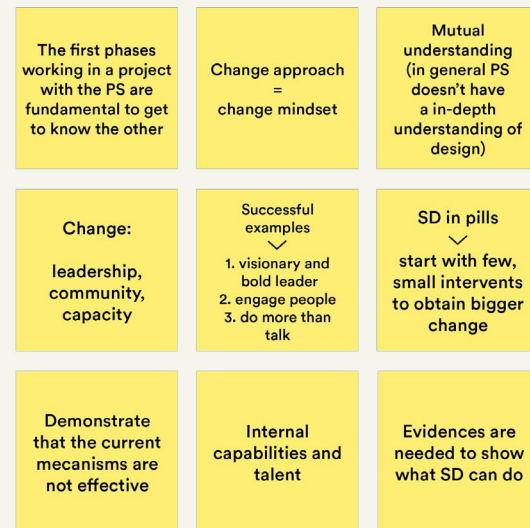 The first phases
working in a project
with the PS are
fundamental to get
to know the other
Change approach
=
change mindset
Mutual
understanding
(in general PS
doesn't have
a in-depth
understanding of
design)
Change:
leadership,
community,
capacity
Successful
examples
1. visionary and
bold leader
2. engage people
3. do more than
talk
SD in pills
start with few,
small intervents
to obtain bigger
change
Demonstrate
that the current
mecanisms are
not effective
Internal
capabilities and
talent
Evidences are
needed to show
what SD can do